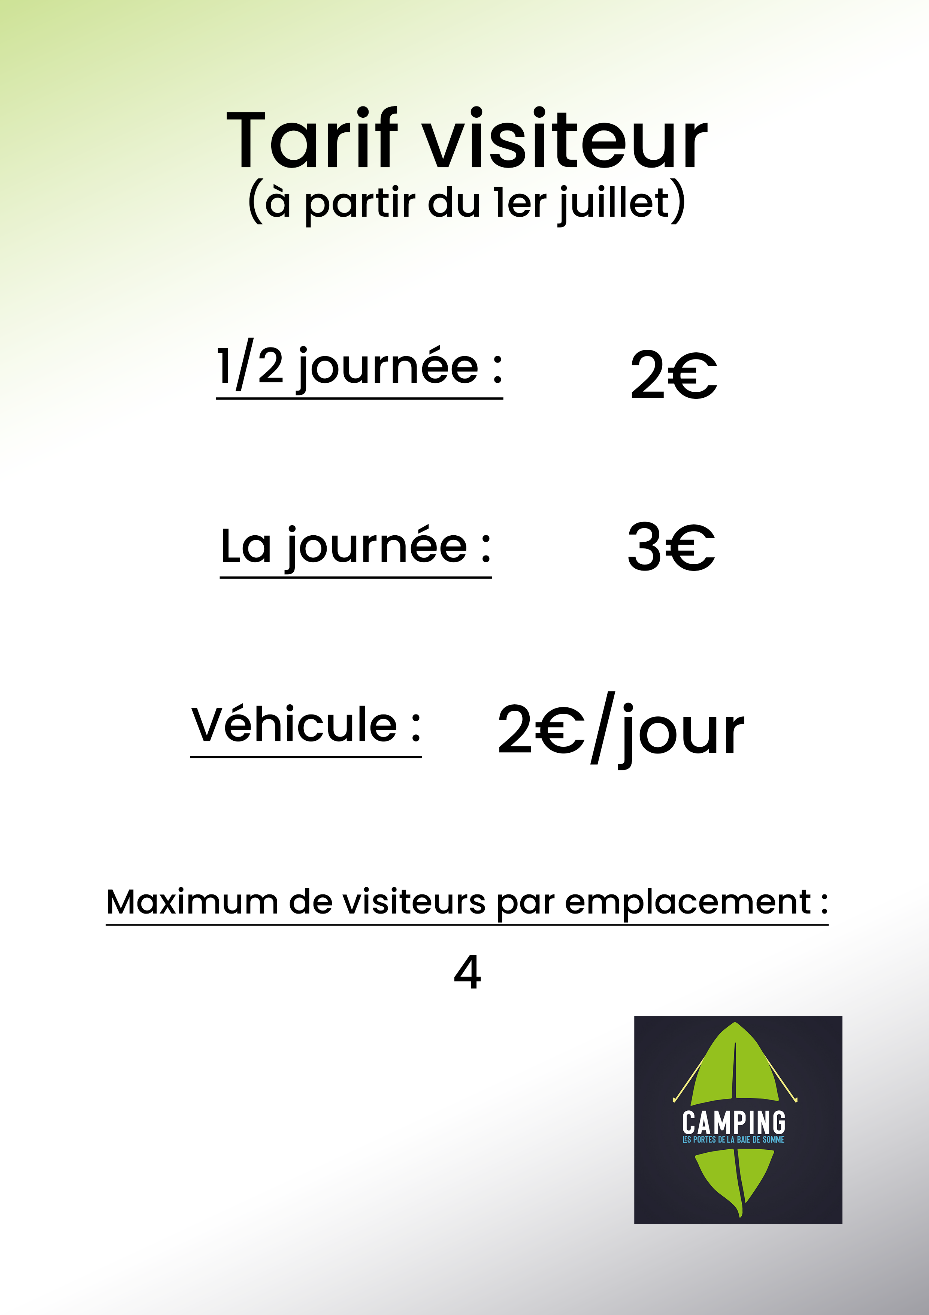 Tarif visiteur
(à partir du 1er juillet)
1/2 journée : 2€
La journée : 3€
Véhicule : 2€/jour
Maximum de visiteurs par emplacement :
4
CAMPING
LES PORTES DE LA BAIE DE SOMME